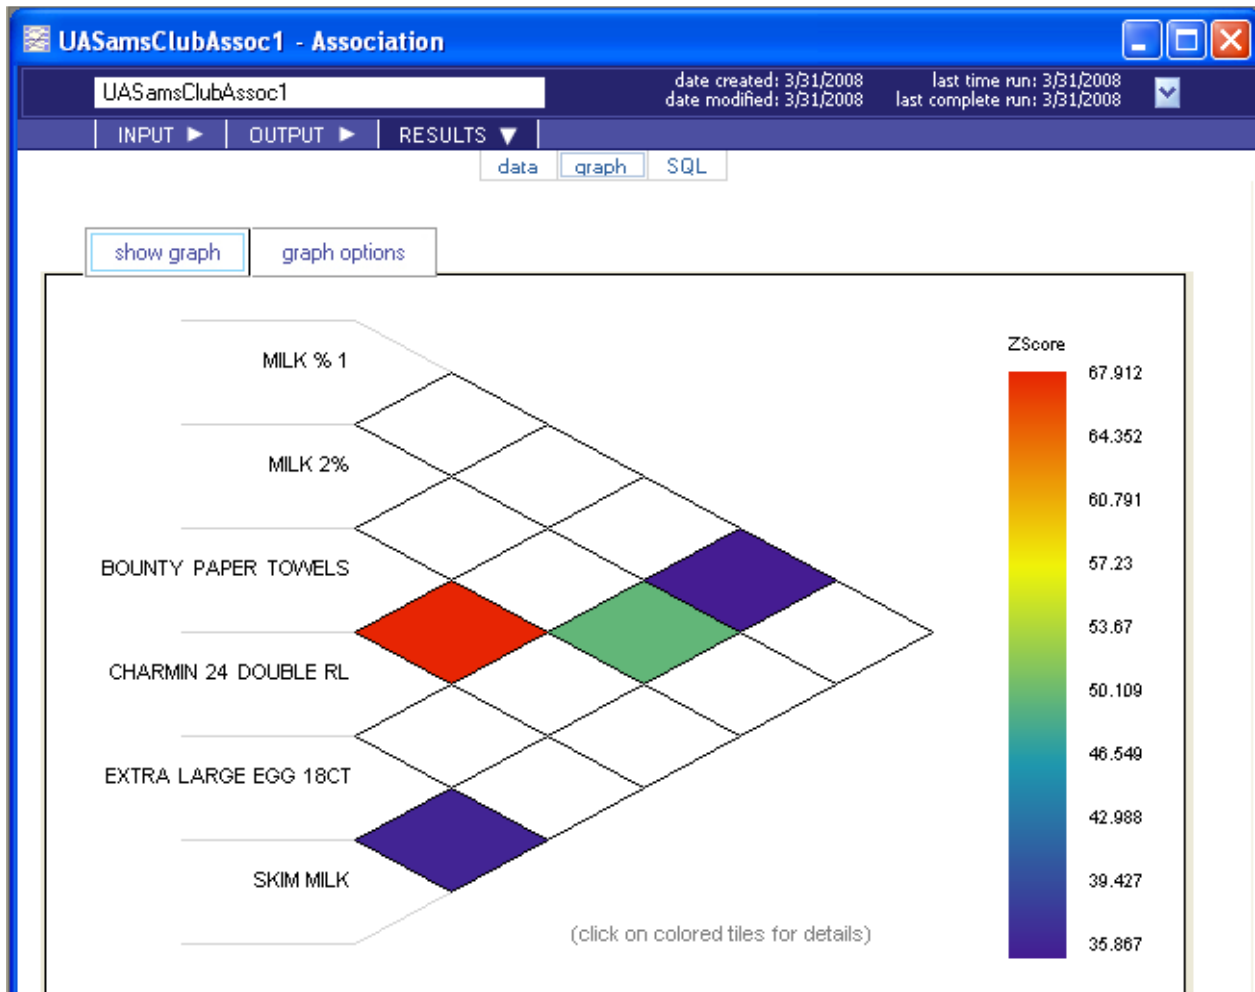 UASamsClubAssoc1 - Association
UASamsClubAssoc1
date created: 3/31/2008 last time run: 3/31/2008
date modified: 3/31/2008 last complete run: 3/31/2008
INPUT ▶ OUTPUT ▶ RESULTS ▼
data graph SQL
show graph graph options
ZScore
MILK % 1
MILK 2%
BOUNTY PAPER TOWELS
CHARMIN 24 DOUBLE RL
EXTRA LARGE EGG 18CT
SKIM MILK
67.912
64.352
60.791
57.23
53.67
50.109
46.549
42.988
39.427
35.867
(click on colored tiles for details)